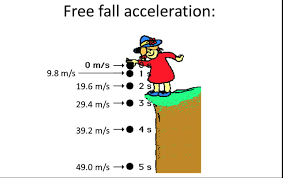 Free fall acceleration:
0 m/s
9.8 m/s 1 s
19.6 m/s 2 s
29.4 m/s 3 s
39.2 m/s 4 s
49.0 m/s 5 s